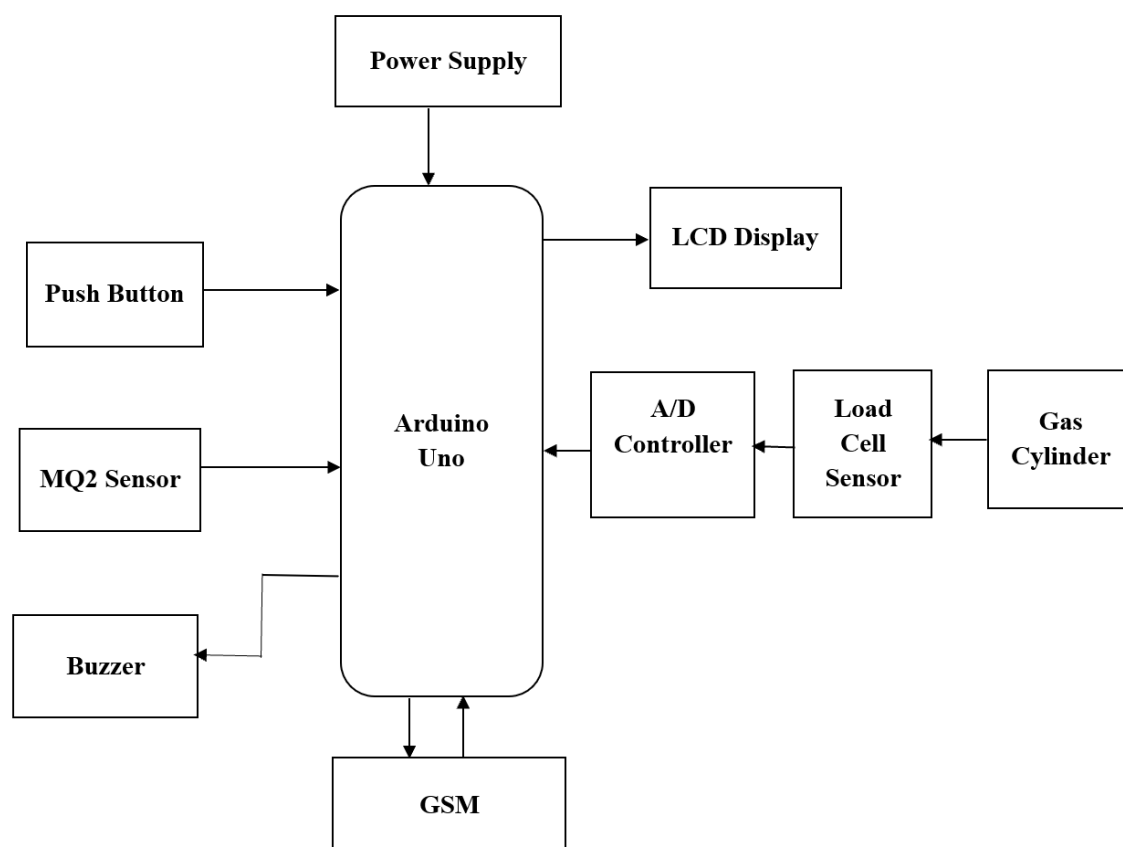 Power Supply
LCD Display
Push Button
Arduino
Uno
A/D
Controller
Load
Cell
Sensor
Gas
Cylinder
MQ2 Sensor
Buzzer
GSM